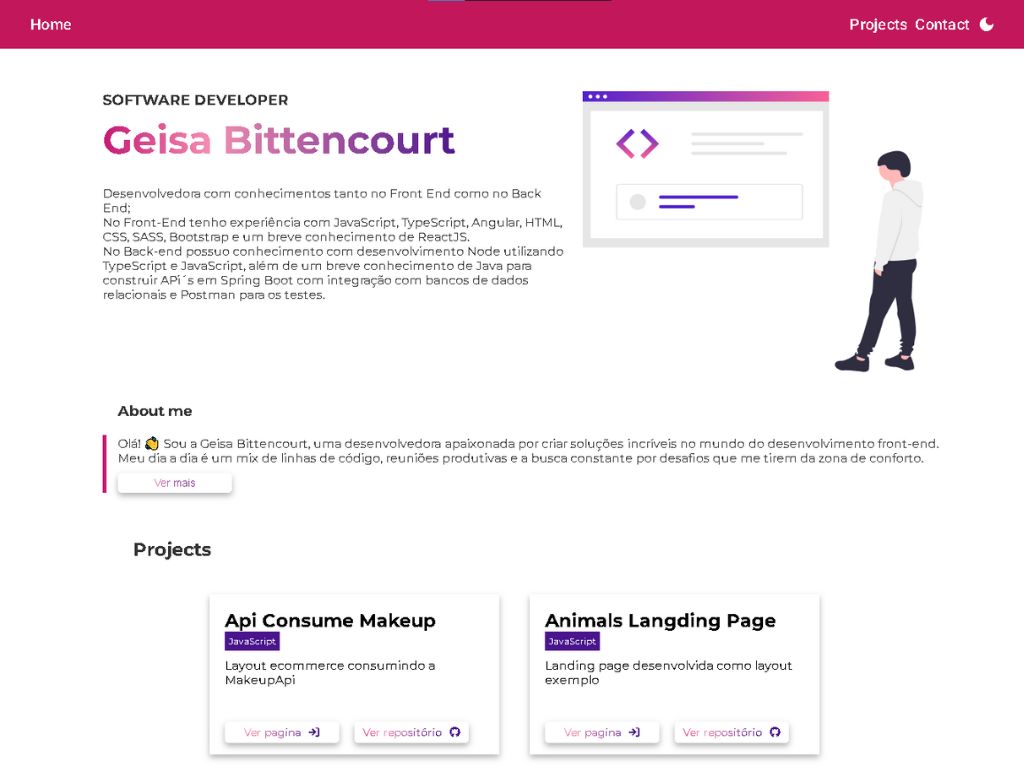 Home
Projects Contact
SOFTWARE DEVELOPER
Geisa Bittencourt
Desenvolvedora com conhecimentos tanto no Front End como no Back
End;
No Front-End tenho experiência com JavaScript, TypeScript, Angular, HTML,
CSS, SASS, Bootstrap e um breve conhecimento de ReactJS.
No Back-end possuo conhecimento com desenvolvimento Node utilizando
TypeScript e JavaScript, além de um breve conhecimento de Java para
construir APi´s em Spring Boot com integração com bancos de dados
relacionais e Postman para os testes.
About me
Olá! 👋 Sou a Geisa Bittencourt, uma desenvolvedora apaixonada por criar soluções incríveis no mundo do desenvolvimento front-end.
Meu dia a dia é um mix de linhas de código, reuniões produtivas e a busca constante por desafios que me tirem da zona de conforto.
Ver mais
Projects
Api Consume Makeup
JavaScript
Layout ecommerce consumindo a
MakeupApi
Ver pagina
Ver repositório
Animals Langding Page
JavaScript
Landing page desenvolvida como layout
exemplo
Ver pagina
Ver repositório